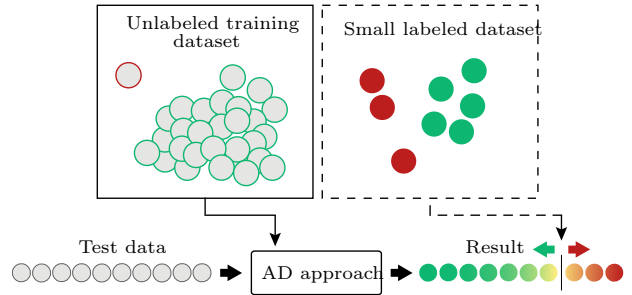 Unlabeled training
dataset
Small labeled dataset
Test data
AD approach
Result